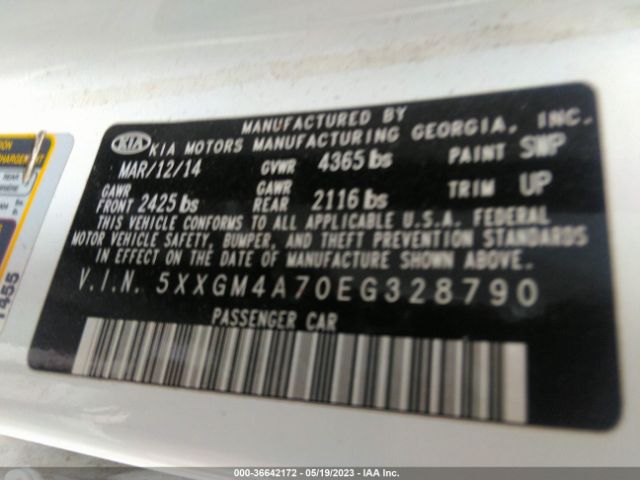 MANUFACTURED BY
KIA KIA MOTORS MANUFACTURING GEORGIA, INC.
MAR/12/14 GVWR 4365 lbs PAINT SWP
GAWR FRONT 2425 lbs GAWR REAR 2116 lbs TRIM UP
THIS VEHICLE CONFORMS TO ALL APPLICABLE U.S.A. FEDERAL
MOTOR VEHICLE SAFETY, BUMPER, AND THEFT PREVENTION STANDARDS
IN EFFECT ON THE DATE OF MANUFACTURE SHOWN ABOVE.
V.I.N. 5XXGM4A70EG328790
PASSENGER CAR
1455
000-36642172 - 05/19/2023 - IAA Inc.